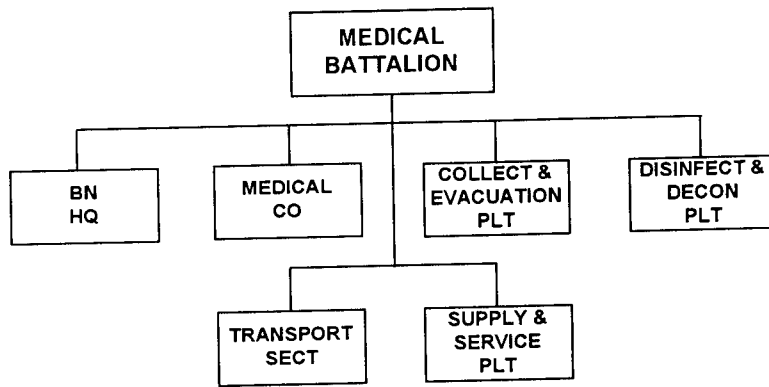 MEDICAL
BATTALION
BN
HQ
MEDICAL
CO
COLLECT &
EVACUATION
PLT
DISINFECT &
DECON
PLT
TRANSPORT
SECT
SUPPLY &
SERVICE
PLT